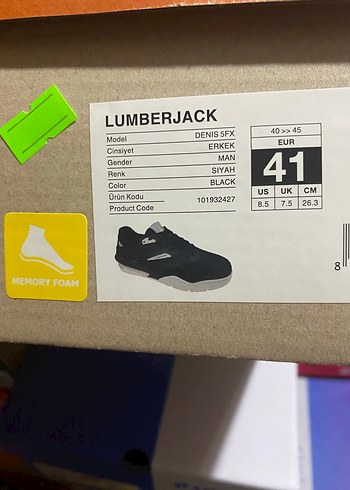 LUMBERJACK
Model DENIS 5FX
Cinsiyet ERKEK
Gender MAN
Renk SIYAH
Color BLACK
Ürün Kodu 101932427
Product Code
40 >> 45
EUR
41
US UK CM
8.5 7.5 26.3
8
MEMORY FOAM